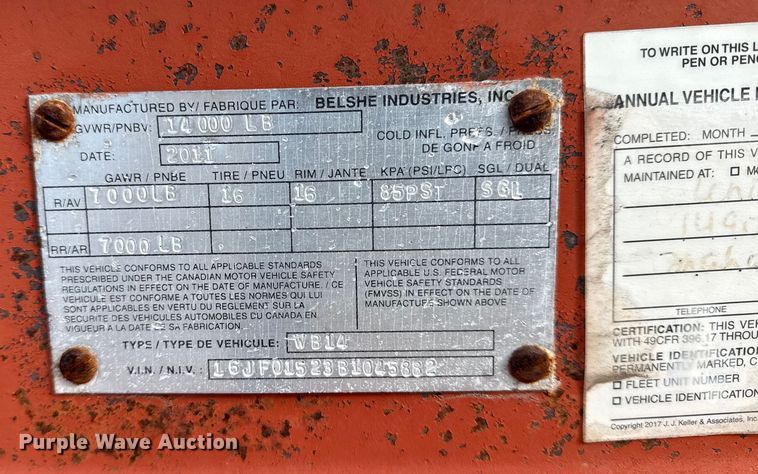 MANUFACTURED BY/ FABRIQUE PAR: BELSHE INDUSTRIES, INC
GVWR/PNBV: 14000 LB
COLD INFL. PRESS. / PRESS
DE GONF A FROID
DATE: 2011
GAWR / PNBE TIRE / PNEU RIM / JANTE KPA (PSI/LPC) SGL / DUAL
R/AV 7000LB 16 16 85PSI SGL
RR/AR 7000 LB
THIS VEHICLE CONFORMS TO ALL APPLICABLE STANDARDS
PRESCRIBED UNDER THE CANADIAN MOTOR VEHICLE SAFETY
REGULATIONS IN EFFECT ON THE DATE OF MANUFACTURE. / CE
VEHICULE EST CONFORME A TOUTES LES NORMES QUI LUI
SONT APPLICABLES EN VERTU DU REGLEMENT SUR LA
SECURITE DES VEHICULES AUTOMOBILES DU CANADA EN
VIGUEUR A LA DATE DE SA FABRICATION.
THIS VEHICLE CONFORMS TO ALL
APPLICABLE U.S. FEDERAL MOTOR
VEHICLE SAFETY STANDARDS
(FMVSS) IN EFFECT ON THE DATE OF
MANUFACTURE SHOWN ABOVE
TYPE / TYPE DE VEHICULE: WB14
V.I.N. / N.I.V.: 16JF01523B1045882
TO WRITE ON THIS
PEN OR
ANNUAL VEHICLE
COMPLETED: MONTH
A RECORD OF THIS
MAINTAINED AT:
TELEPHONE
CERTIFICATION: THIS
WITH 49CFR 396.17
VEHICLE IDENTIFICATION
PERMANENTLY MARKED,
FLEET UNIT NUMBER
VEHICLE IDENTIFICATION
Copyright 2017 J. J. Keller & Associates, Inc.
Purple Wave Auction